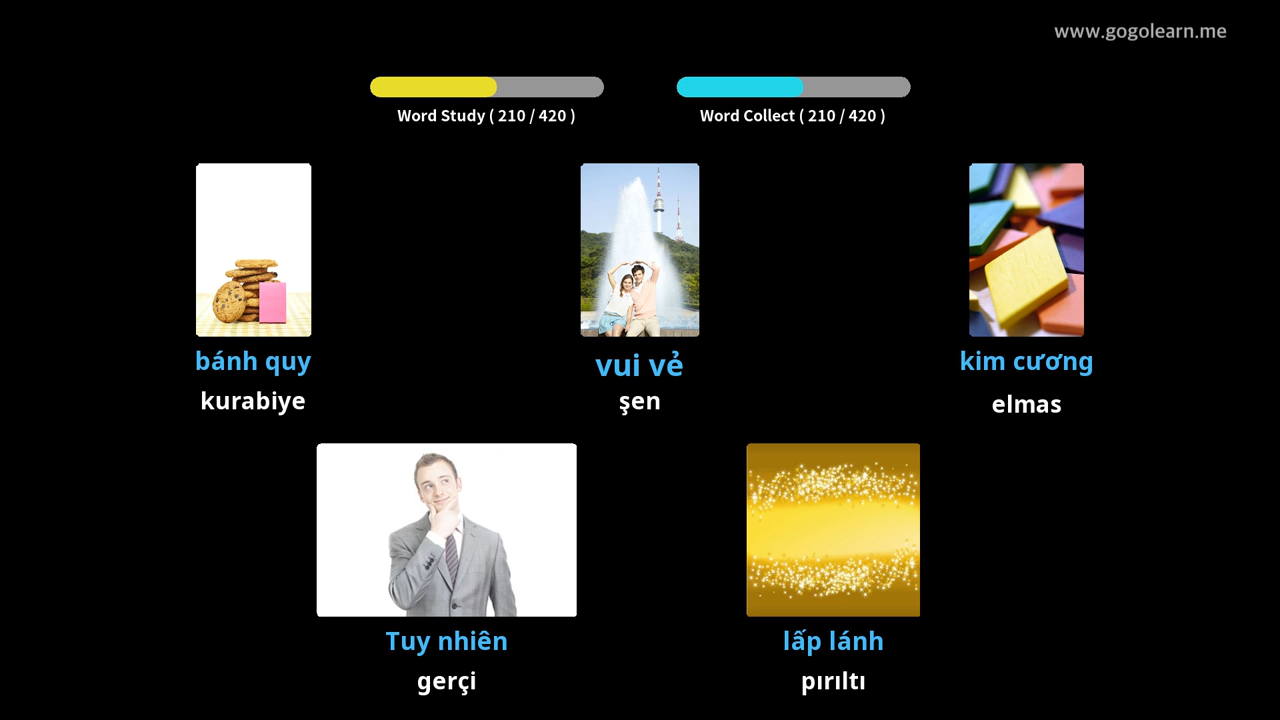 www.gogolearn.me
Word Study ( 210 / 420 )
Word Collect ( 210 / 420 )
bánh quy
kurabiye
vui vẻ
şen
kim cương
elmas
Tuy nhiên
gerçi
lấp lánh
pırıltı